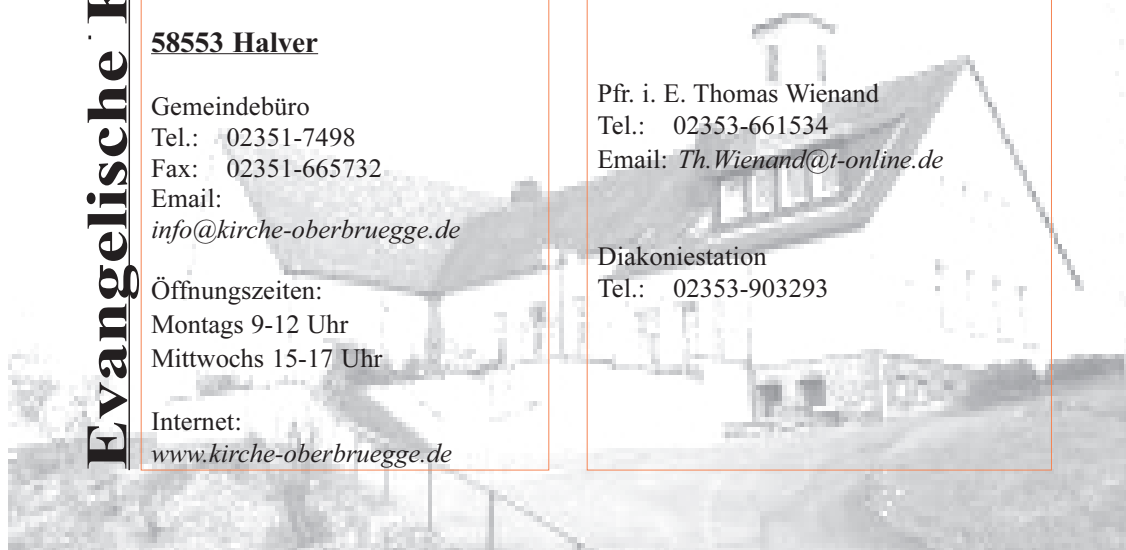 Evangelische
58553 Halver
Gemeindebüro
Tel.: 02351-7498
Fax: 02351-665732
Email:
info@kirche-oberbruegge.de
Öffnungszeiten:
Montags 9-12 Uhr
Mittwochs 15-17 Uhr
Internet:
www.kirche-oberbruegge.de
Pfr. i. E. Thomas Wienand
Tel.: 02353-661534
Email: Th.Wienand@t-online.de
Diakoniestation
Tel.: 02353-903293